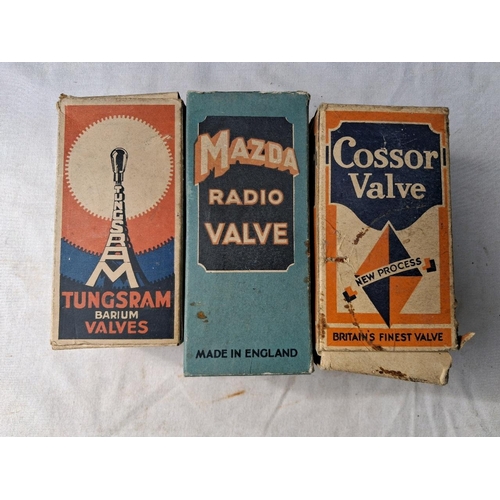 TUNGSRAM
TUNGSRAM
BARIUM
VALVES
MAZDA
RADIO
VALVE
MADE IN ENGLAND
Cossor
Valve
NEW PROCESS
BRITAIN'S FINEST VALVE